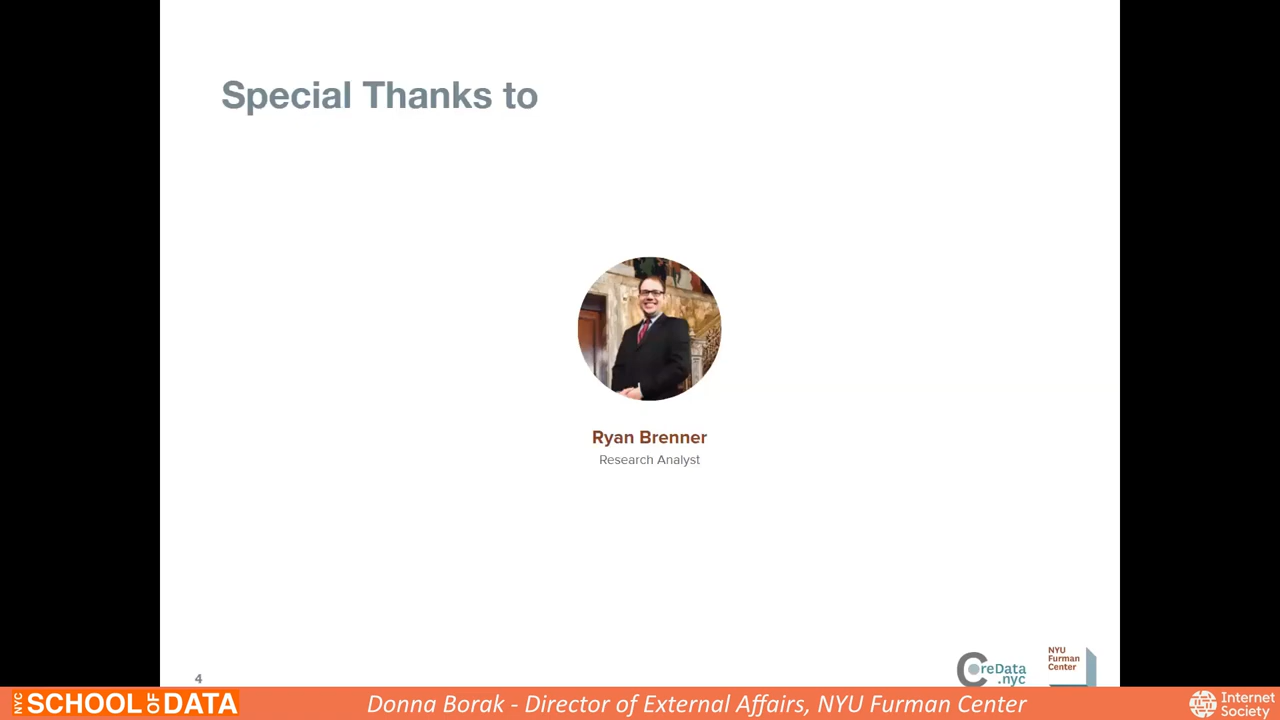 Special Thanks to
Ryan Brenner
Research Analyst
4
CoreData
.nyc
NYU
Furman
Center
NYC SCHOOL OF DATA
Donna Borak - Director of External Affairs, NYU Furman Center
Internet
Society